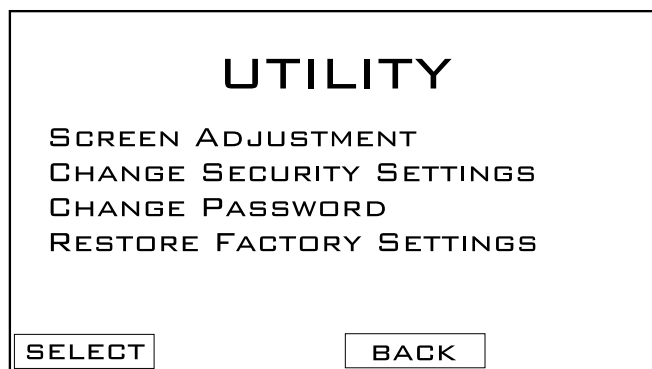 UTILITY
SCREEN ADJUSTMENT
CHANGE SECURITY SETTINGS
CHANGE PASSWORD
RESTORE FACTORY SETTINGS
SELECT
BACK